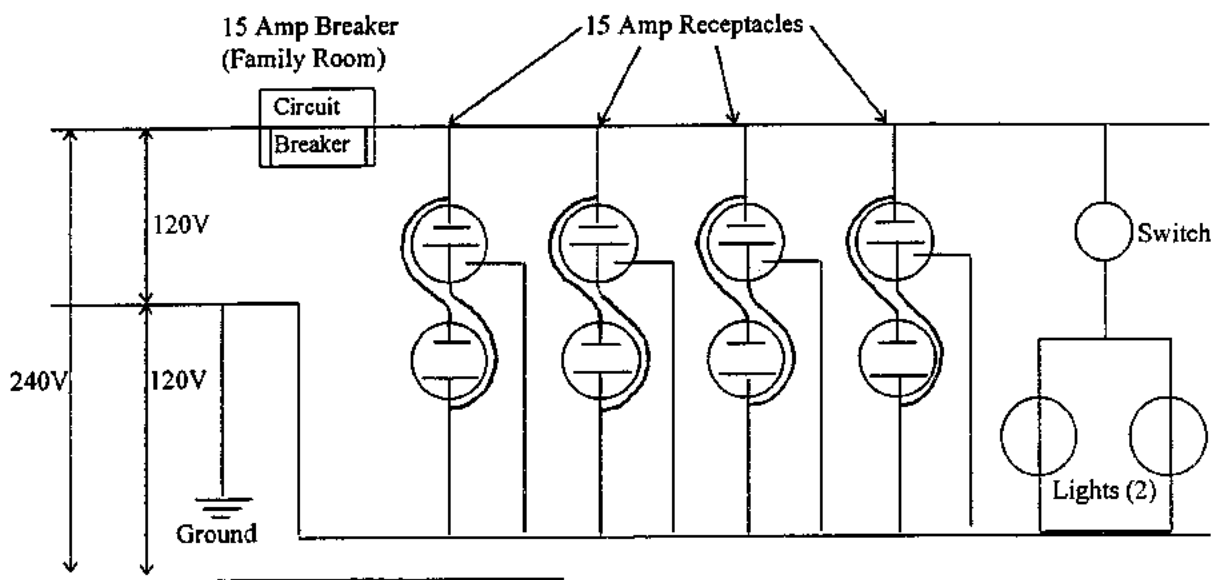 15 Amp Breaker
(Family Room)
15 Amp Receptacles
Circuit
Breaker
120V
Switch
240V
120V
Lights (2)
Ground